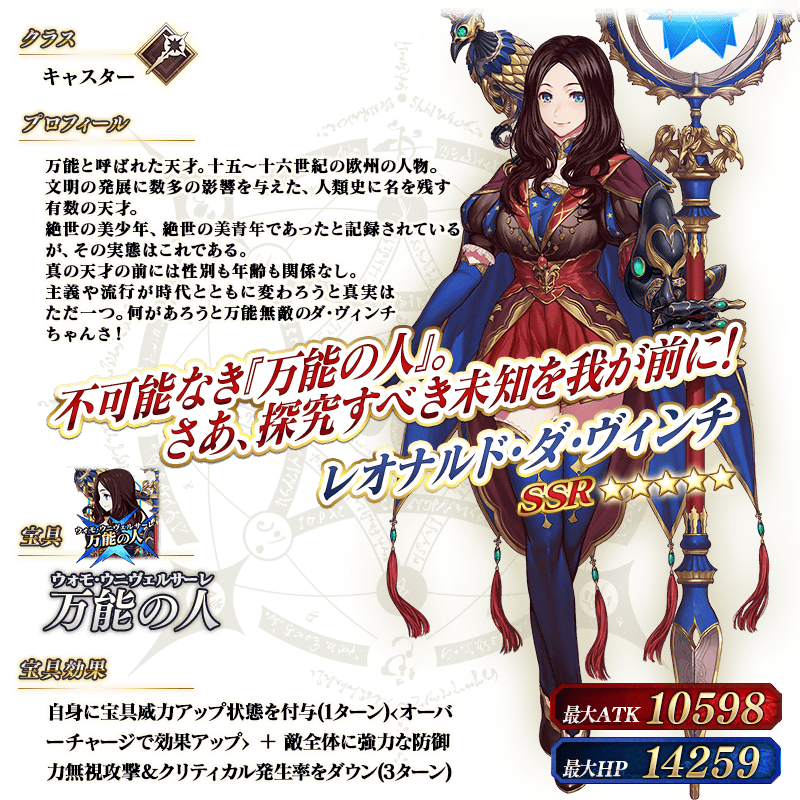 クラス
キャスター
プロフィール
万能と呼ばれた天才。十五～十六世紀の欧州の人物。
文明の発展に数多の影響を与えた、人類史に名を残す
有数の天才。
絶世の美少年、絶世の美青年であったと記録されている
が、その実態はこれである。
真の天才の前には性別も年齢も関係なし。
主義や流行が時代とともに変わろうと真実は
ただ一つ。何があろうと万能無敵のダ・ヴィンチ
ちゃんさ!
不可能なき『万能の人』。
さあ、探究すべき未知を我が前に!
レオナルド・ダ・ヴィンチ
SSR
宝具
ウォモ・ウニヴェルサーレ
万能の人
ウォモ・ウニヴェルサーレ
万能の人
宝具効果
自身に宝具威力アップ状態を付与(1ターン)<オーバ
ーチャージで効果アップ> + 敵全体に強力な防御
力無視攻撃&クリティカル発生率をダウン(3ターン)
最大ATK 10598
最大HP 14259